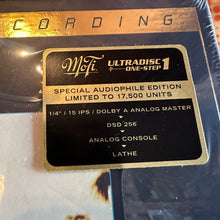 CORDING
MoFi ULTRADISC ONE-STEP 1
SPECIAL AUDIOPHILE EDITION
LIMITED TO 17,500 UNITS
1/4" / 15 IPS / DOLBY A ANALOG MASTER
DSD 256
ANALOG CONSOLE
LATHE